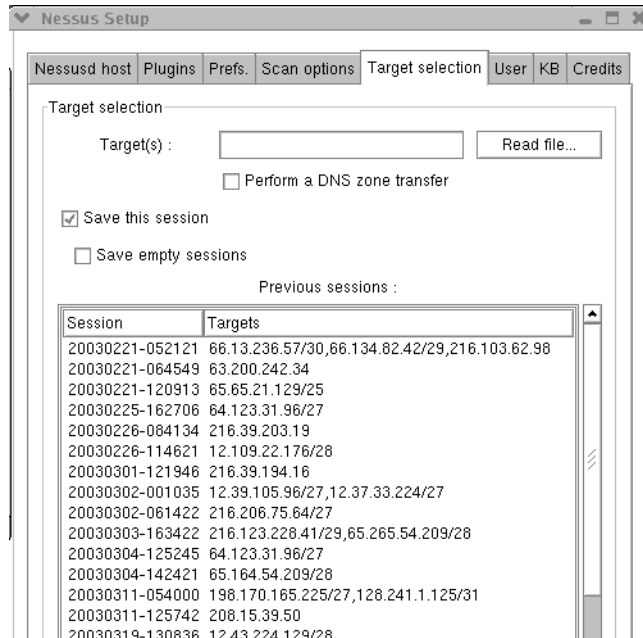 Nessus Setup
Nessusd host Plugins Prefs. Scan options Target selection User KB Credits
Target selection
Target(s) : Read file...
Perform a DNS zone transfer
Save this session
Save empty sessions
Previous sessions :
Session Targets
20030221-052121 66.13.236.57/30,66.134.82.42/29,216.103.62.98
20030221-064549 63.200.242.34
20030221-120913 65.65.21.129/25
20030225-162706 64.123.31.96/27
20030226-084134 216.39.203.19
20030226-114621 12.109.22.176/28
20030301-121946 216.39.194.16
20030302-001035 12.39.105.96/27,12.37.33.224/27
20030302-061422 216.206.75.64/27
20030303-163422 216.123.228.41/29,65.265.54.209/28
20030304-125245 64.123.31.96/27
20030304-142421 65.164.54.209/28
20030311-054000 198.170.165.225/27,128.241.1.125/31
20030311-125742 208.15.39.50
20030319-130836 12.43.224.129/28